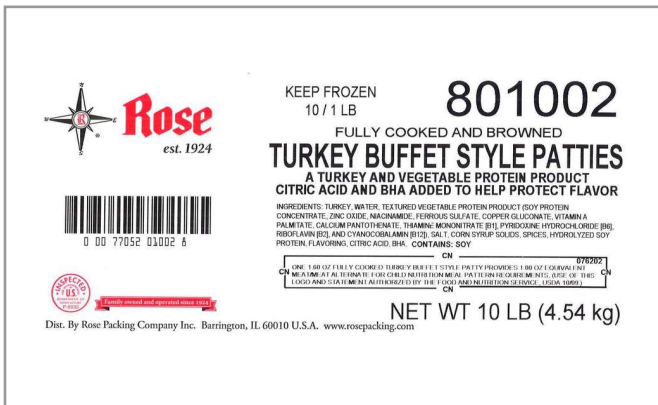 Rose
est. 1924
KEEP FROZEN
10 / 1 LB
801002
FULLY COOKED AND BROWNED
TURKEY BUFFET STYLE PATTIES
A TURKEY AND VEGETABLE PROTEIN PRODUCT
CITRIC ACID AND BHA ADDED TO HELP PROTECT FLAVOR
INGREDIENTS: TURKEY, WATER, TEXTURED VEGETABLE PROTEIN PRODUCT (SOY PROTEIN
CONCENTRATE, ZINC OXIDE, NIACINAMIDE, FERROUS SULFATE, COPPER GLUCONATE, VITAMIN A
PALMITATE, CALCIUM PANTOTHENATE, THIAMINE MONONITRATE [B1], PYRIDOXINE HYDROCHLORIDE [B6],
RIBOFLAVIN [B2], AND CYANOCOBALAMIN [B12]), SALT, CORN SYRUP SOLIDS, SPICES, HYDROLYZED SOY
PROTEIN, FLAVORING, CITRIC ACID, BHA. CONTAINS: SOY
0 00 77052 01002 8
CN
076202
CN ONE 1.60 OZ FULLY COOKED TURKEY BUFFET STYLE PATTY PROVIDES 1.00 OZ EQUIVALENT
MEAT/MEAT ALTERNATE FOR CHILD NUTRITION MEAL PATTERN REQUIREMENTS. (USE OF THIS CN
LOGO AND STATEMENT AUTHORIZED BY THE FOOD AND NUTRITION SERVICE, USDA 10/09.)
CN
INSPECTED
U.S.
DEPARTMENT OF
AGRICULTURE
Family owned and operated since 1924
NET WT 10 LB (4.54 kg)
Dist. By Rose Packing Company Inc. Barrington, IL 60010 U.S.A. www.rosepacking.com